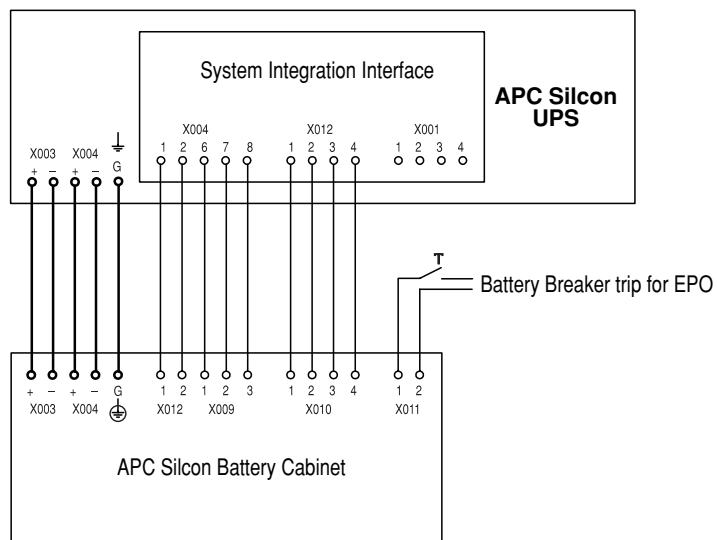 System Integration Interface
APC Silcon
UPS
X003 X004
+ − + − G
X004 X012 X001
1 2 6 7 8 1 2 3 4 1 2 3 4
Battery Breaker trip for EPO
+ − + − G 1 2 1 2 3 1 2 3 4 1 2
X003 X004 X012 X009 X010 X011
APC Silcon Battery Cabinet